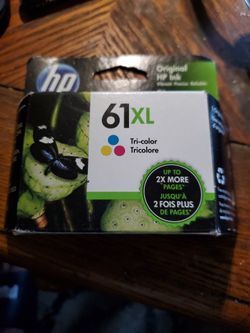 hp
Original
HP Ink
61XL
Tri-color
Tricolore
UP TO
2X MORE
PAGES
JUSQU'À
2 FOIS PLUS
DE PAGES